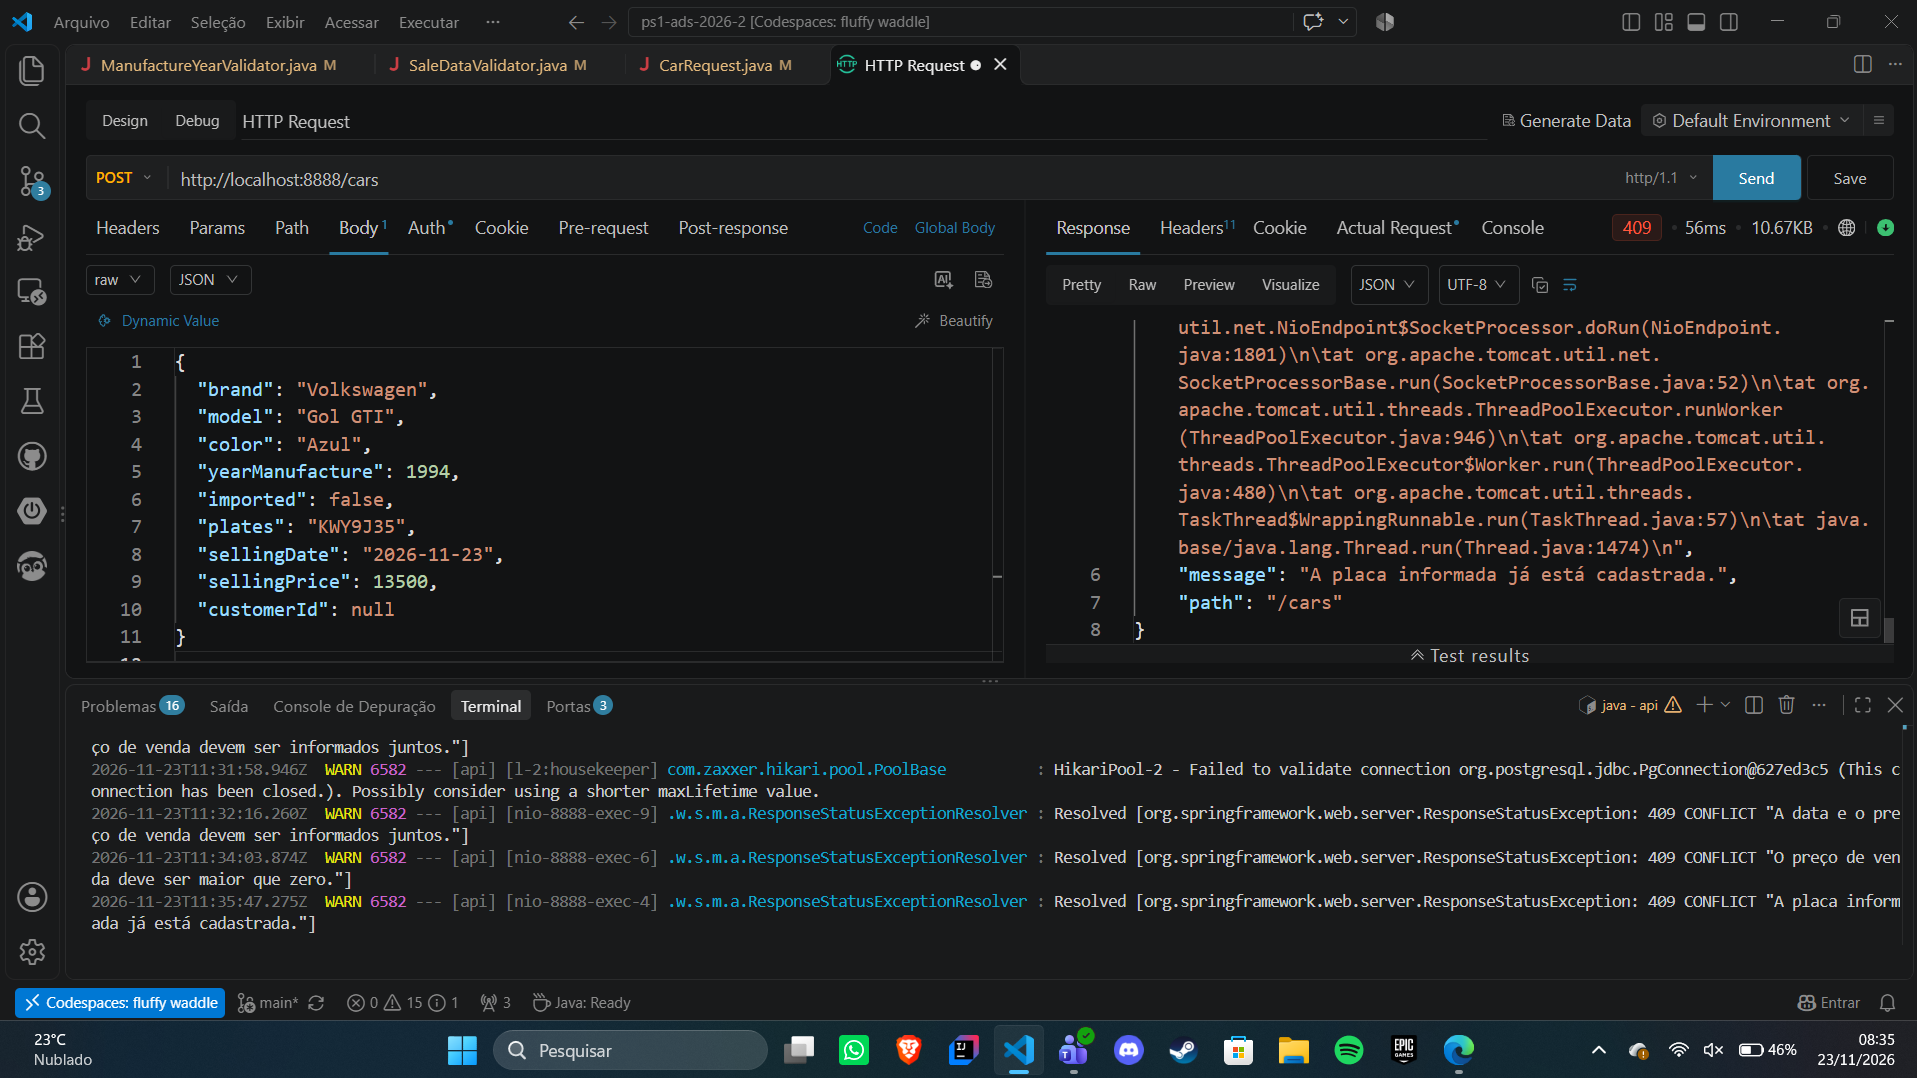 Arquivo Editar Seleção Exibir Acessar Executar ··· ps1-ads-2026-2 [Codespaces: fluffy waddle]
J ManufactureYearValidator.java M J SaleDataValidator.java M J CarRequest.java M HTTP HTTP Request
Design Debug HTTP Request Generate Data Default Environment
POST http://localhost:8888/cars http/1.1 Send Save
Headers Params Path Body 1 Auth Cookie Pre-request Post-response Code Global Body
Response Headers 11 Cookie Actual Request Console 409 56ms 10.67KB
raw JSON
Pretty Raw Preview Visualize JSON UTF-8
Dynamic Value Beautify
1 {
2 "brand": "Volkswagen",
3 "model": "Gol GTI",
4 "color": "Azul",
5 "yearManufacture": 1994,
6 "imported": false,
7 "plates": "KWY9J35",
8 "sellingDate": "2026-11-23",
9 "sellingPrice": 13500,
10 "customerId": null
11 }
12
util.net.NioEndpoint$SocketProcessor.doRun(NioEndpoint.
java:1801)\n\tat org.apache.tomcat.util.net.
SocketProcessorBase.run(SocketProcessorBase.java:52)\n\tat org.
apache.tomcat.util.threads.ThreadPoolExecutor.runWorker
(ThreadPoolExecutor.java:946)\n\tat org.apache.tomcat.util.
threads.ThreadPoolExecutor$Worker.run(ThreadPoolExecutor.
java:480)\n\tat org.apache.tomcat.util.threads.
TaskThread$WrappingRunnable.run(TaskThread.java:57)\n\tat java.
base/java.lang.Thread.run(Thread.java:1474)\n",
6 "message": "A placa informada já está cadastrada.",
7 "path": "/cars"
8 }
Test results
Problemas 16 Saída Console de Depuração Terminal Portas 3 java - api
ço de venda devem ser informados juntos."]
2026-11-23T11:31:58.946Z WARN 6582 --- [api] [l-2:housekeeper] com.zaxxer.hikari.pool.PoolBase : HikariPool-2 - Failed to validate connection org.postgresql.jdbc.PgConnection@627ed3c5 (This c
onnection has been closed.). Possibly consider using a shorter maxLifetime value.
2026-11-23T11:32:16.260Z WARN 6582 --- [api] [nio-8888-exec-9] .w.s.m.a.ResponseStatusExceptionResolver : Resolved [org.springframework.web.server.ResponseStatusException: 409 CONFLICT "A data e o pre
ço de venda devem ser informados juntos."]
2026-11-23T11:34:03.874Z WARN 6582 --- [api] [nio-8888-exec-6] .w.s.m.a.ResponseStatusExceptionResolver : Resolved [org.springframework.web.server.ResponseStatusException: 409 CONFLICT "O preço de ven
da deve ser maior que zero."]
2026-11-23T11:35:47.275Z WARN 6582 --- [api] [nio-8888-exec-4] .w.s.m.a.ResponseStatusExceptionResolver : Resolved [org.springframework.web.server.ResponseStatusException: 409 CONFLICT "A placa inform
ada já está cadastrada."]
3
Codespaces: fluffy waddle main* 0 15 1 3 Java: Ready Entrar
23°C
Nublado
Pesquisar
IJ
EPIC GAMES
46%
08:35
23/11/2026